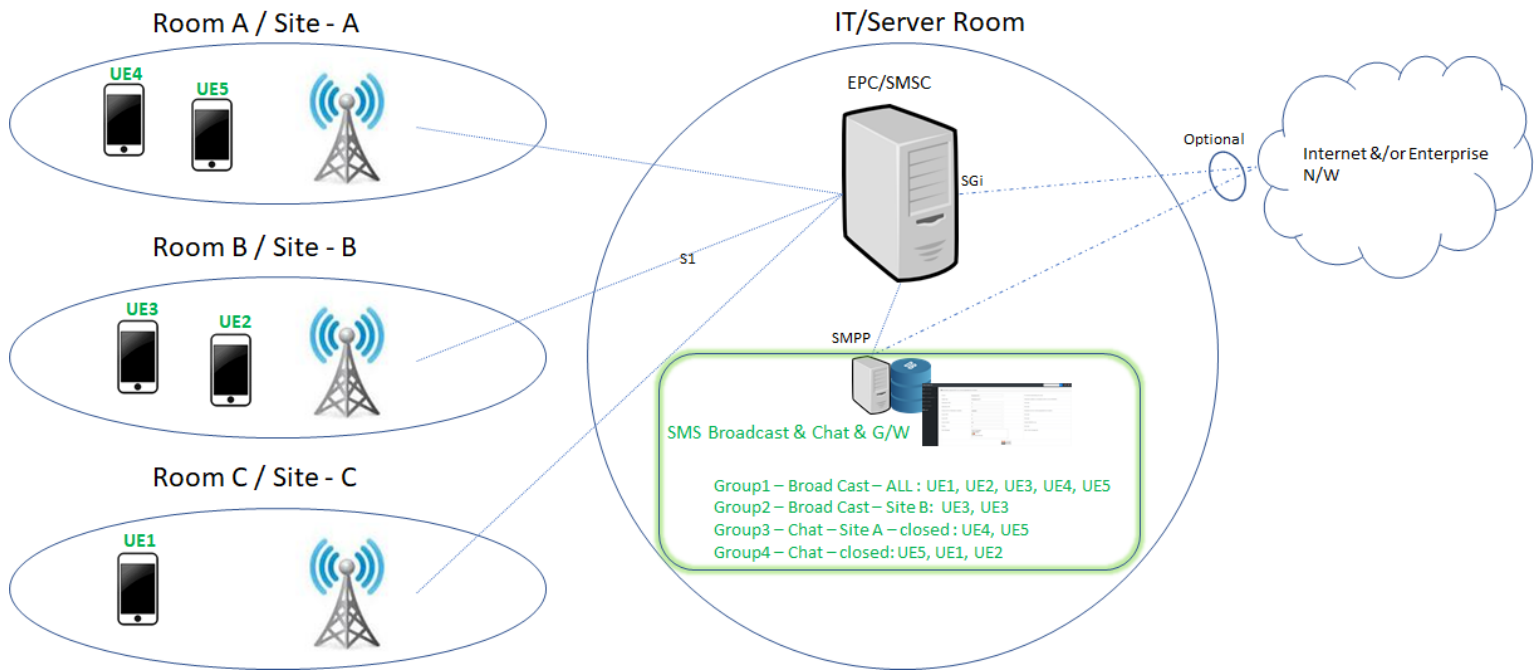 Room A / Site - A
UE4
UE5
Room B / Site - B
UE3
UE2
Room C / Site - C
UE1
S1
IT/Server Room
EPC/SMSC
SGi
SMPP
SMS Broadcast & Chat & G/W
Group1 – Broad Cast – ALL : UE1, UE2, UE3, UE4, UE5
Group2 – Broad Cast – Site B: UE3, UE3
Group3 – Chat – Site A – closed : UE4, UE5
Group4 – Chat – closed: UE5, UE1, UE2
Optional
Internet &/or Enterprise
N/W